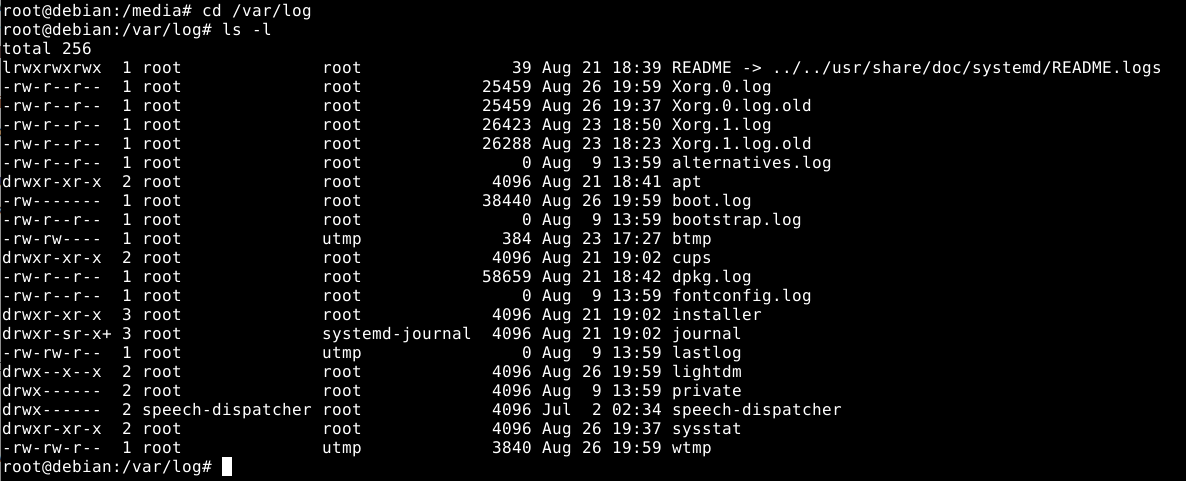 root@debian:/media# cd /var/log
root@debian:/var/log# ls -l
total 256
lrwxrwxrwx  1 root              root               39 Aug 21 18:39 README -> ../../usr/share/doc/systemd/README.logs
-rw-r--r--  1 root              root            25459 Aug 26 19:59 Xorg.0.log
-rw-r--r--  1 root              root            25459 Aug 26 19:37 Xorg.0.log.old
-rw-r--r--  1 root              root            26423 Aug 23 18:50 Xorg.1.log
-rw-r--r--  1 root              root            26288 Aug 23 18:23 Xorg.1.log.old
-rw-r--r--  1 root              root                0 Aug  9 13:59 alternatives.log
drwxr-xr-x  2 root              root             4096 Aug 21 18:41 apt
-rw-------  1 root              root            38440 Aug 26 19:59 boot.log
-rw-r--r--  1 root              root                0 Aug  9 13:59 bootstrap.log
-rw-rw----  1 root              utmp              384 Aug 23 17:27 btmp
drwxr-xr-x  2 root              root             4096 Aug 21 19:02 cups
-rw-r--r--  1 root              root            58659 Aug 21 18:42 dpkg.log
-rw-r--r--  1 root              root                0 Aug  9 13:59 fontconfig.log
drwxr-xr-x  3 root              root             4096 Aug 21 19:02 installer
drwxr-sr-x+ 3 root              systemd-journal  4096 Aug 21 19:02 journal
-rw-rw-r--  1 root              utmp                0 Aug  9 13:59 lastlog
drwx--x--x  2 root              root             4096 Aug 26 19:59 lightdm
drwx------  2 root              root             4096 Aug  9 13:59 private
drwx------  2 speech-dispatcher root             4096 Jul  2 02:34 speech-dispatcher
drwxr-xr-x  2 root              root             4096 Aug 26 19:37 sysstat
-rw-rw-r--  1 root              utmp             3840 Aug 26 19:59 wtmp
root@debian:/var/log#